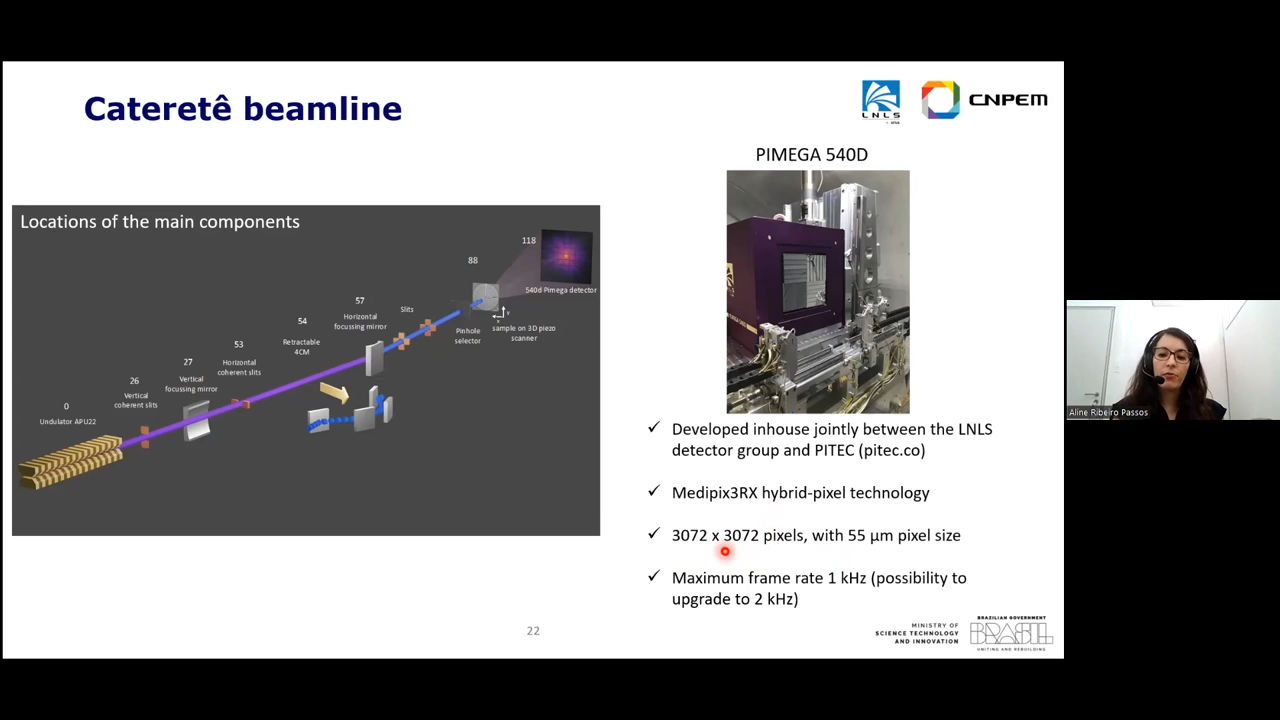 Cateretê beamline
LNLS
CNPEM
Locations of the main components
0
Undulator APU22
26
Vertical
coherent slits
27
Vertical
focussing mirror
53
Horizontal
coherent slits
54
Retractable
4CM
57
Horizontal
focussing mirror
Slits
88
Pinhole
selector
sample on 3D piezo
scanner
118
540d Pimega detector
PIMEGA 540D
✓ Developed inhouse jointly between the LNLS
detector group and PITEC (pitec.co)
✓ Medipix3RX hybrid-pixel technology
✓ 3072 x 3072 pixels, with 55 µm pixel size
✓ Maximum frame rate 1 kHz (possibility to
upgrade to 2 kHz)
22
MINISTRY OF
SCIENCE TECHNOLOGY
AND INNOVATION
BRAZILIAN GOVERNMENT
BRASIL
UNITING AND REBUILDING
Aline Ribeiro Passos